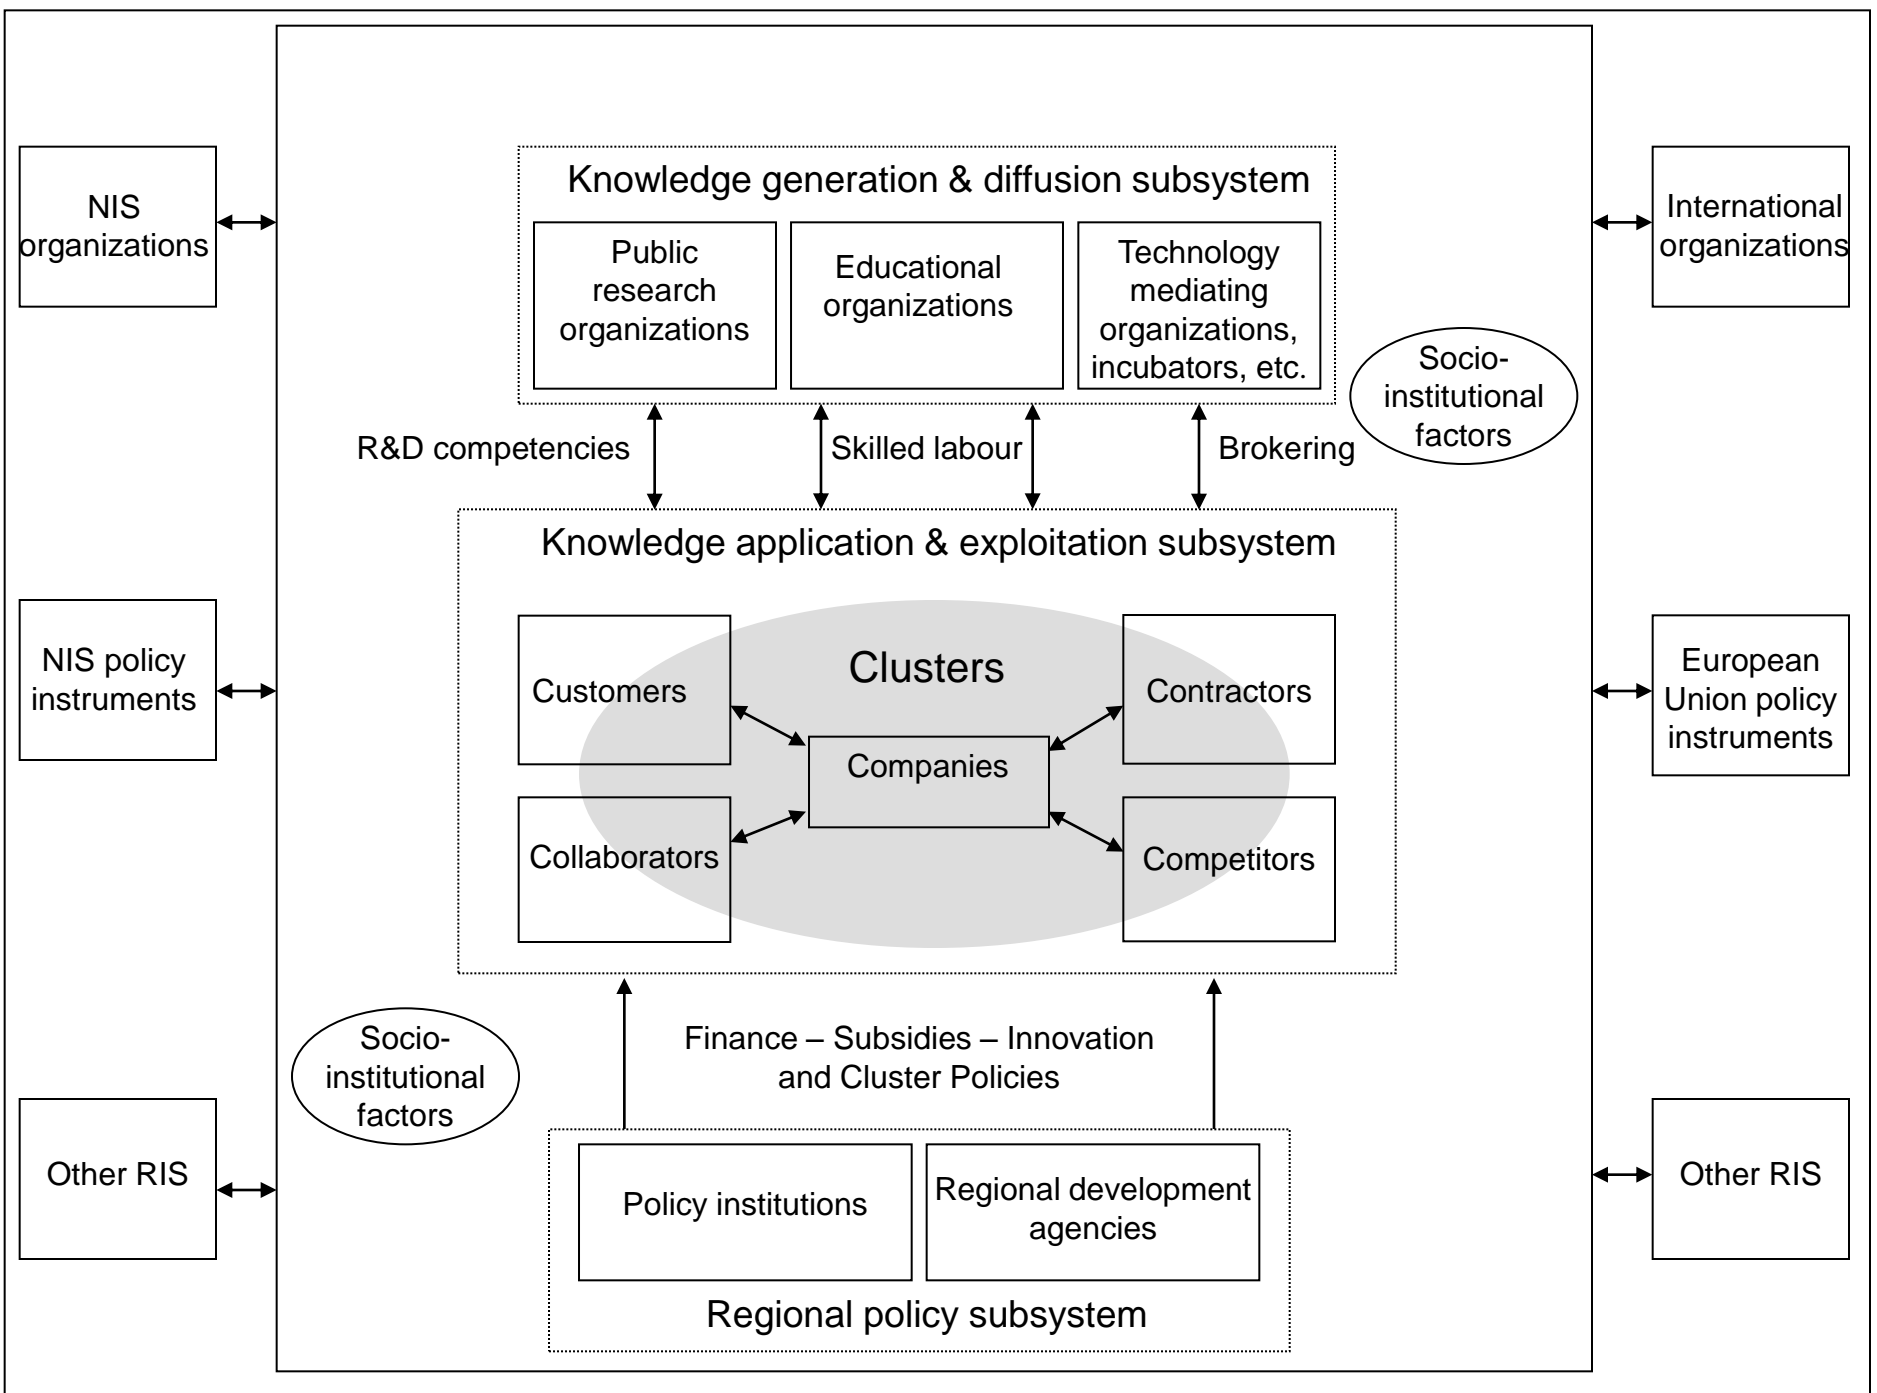 Knowledge generation & diffusion subsystem
NIS
organizations
Public
research
organizations
Educational
organizations
Technology
mediating
organizations,
incubators, etc.
International
organizations
Socio-
institutional
factors
R&D competencies
Skilled labour
Brokering
Knowledge application & exploitation subsystem
NIS policy
instruments
Customers
Clusters
Contractors
Companies
Collaborators
Competitors
European
Union policy
instruments
Socio-
institutional
factors
Finance – Subsidies – Innovation
and Cluster Policies
Other RIS
Policy institutions
Regional development
agencies
Other RIS
Regional policy subsystem